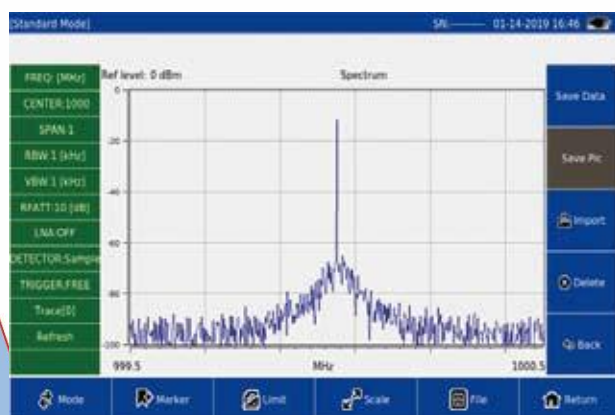 [Standard Mode]
SN:------ 01-14-2019 16:46
FREQ: [MHz]
CENTER:1000
SPAN:1
RBW:1 [kHz]
VBW:1 [kHz]
RFATT:10 [dB]
LNA:OFF
DETECTOR:Sample
TRIGGER:FREE
Trace[0]
Refresh
Ref level: 0 dBm
Spectrum
0
-20
-40
-60
-80
-100
999.5
MHz
1000.5
Save Data
Save Pic
Import
Delete
Back
Mode
Marker
Limit
Scale
File
Return